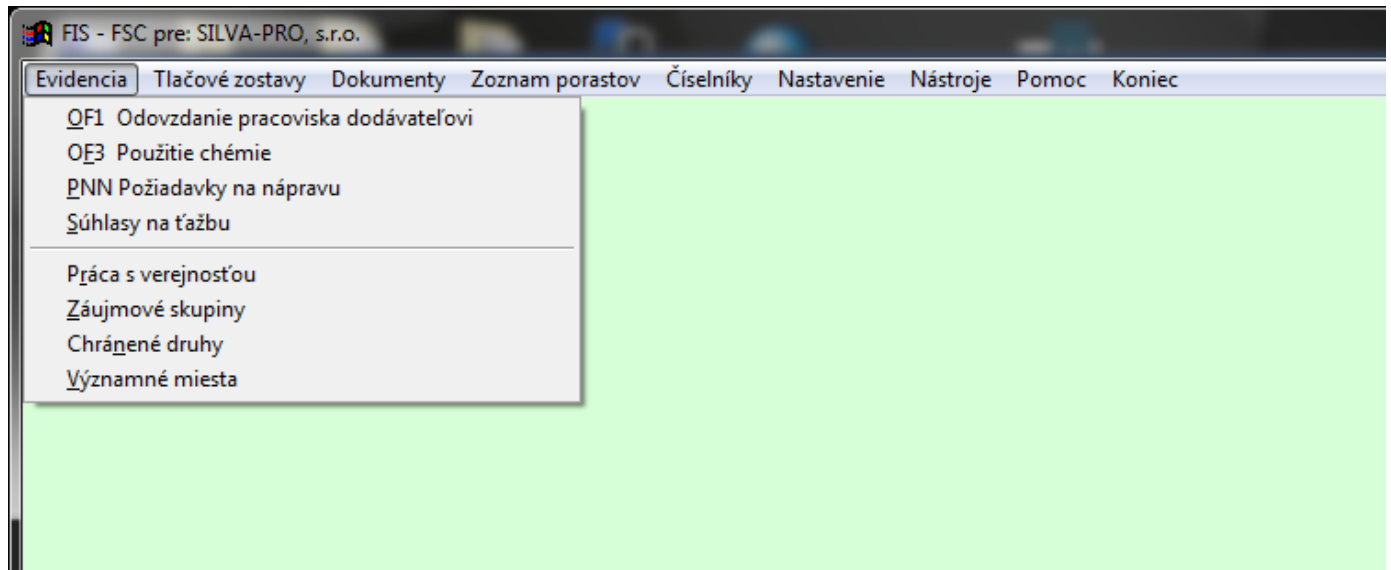 FIS - FSC pre: SILVA-PRO, s.r.o.
Evidencia Tlačové zostavy Dokumenty Zoznam porastov Číselníky Nastavenie Nástroje Pomoc Koniec
OF1 Odovzdanie pracoviska dodávateľovi
OF3 Použitie chémie
PNN Požiadavky na nápravu
Súhlasy na ťažbu
Práca s verejnosťou
Záujmové skupiny
Chránené druhy
Významné miesta